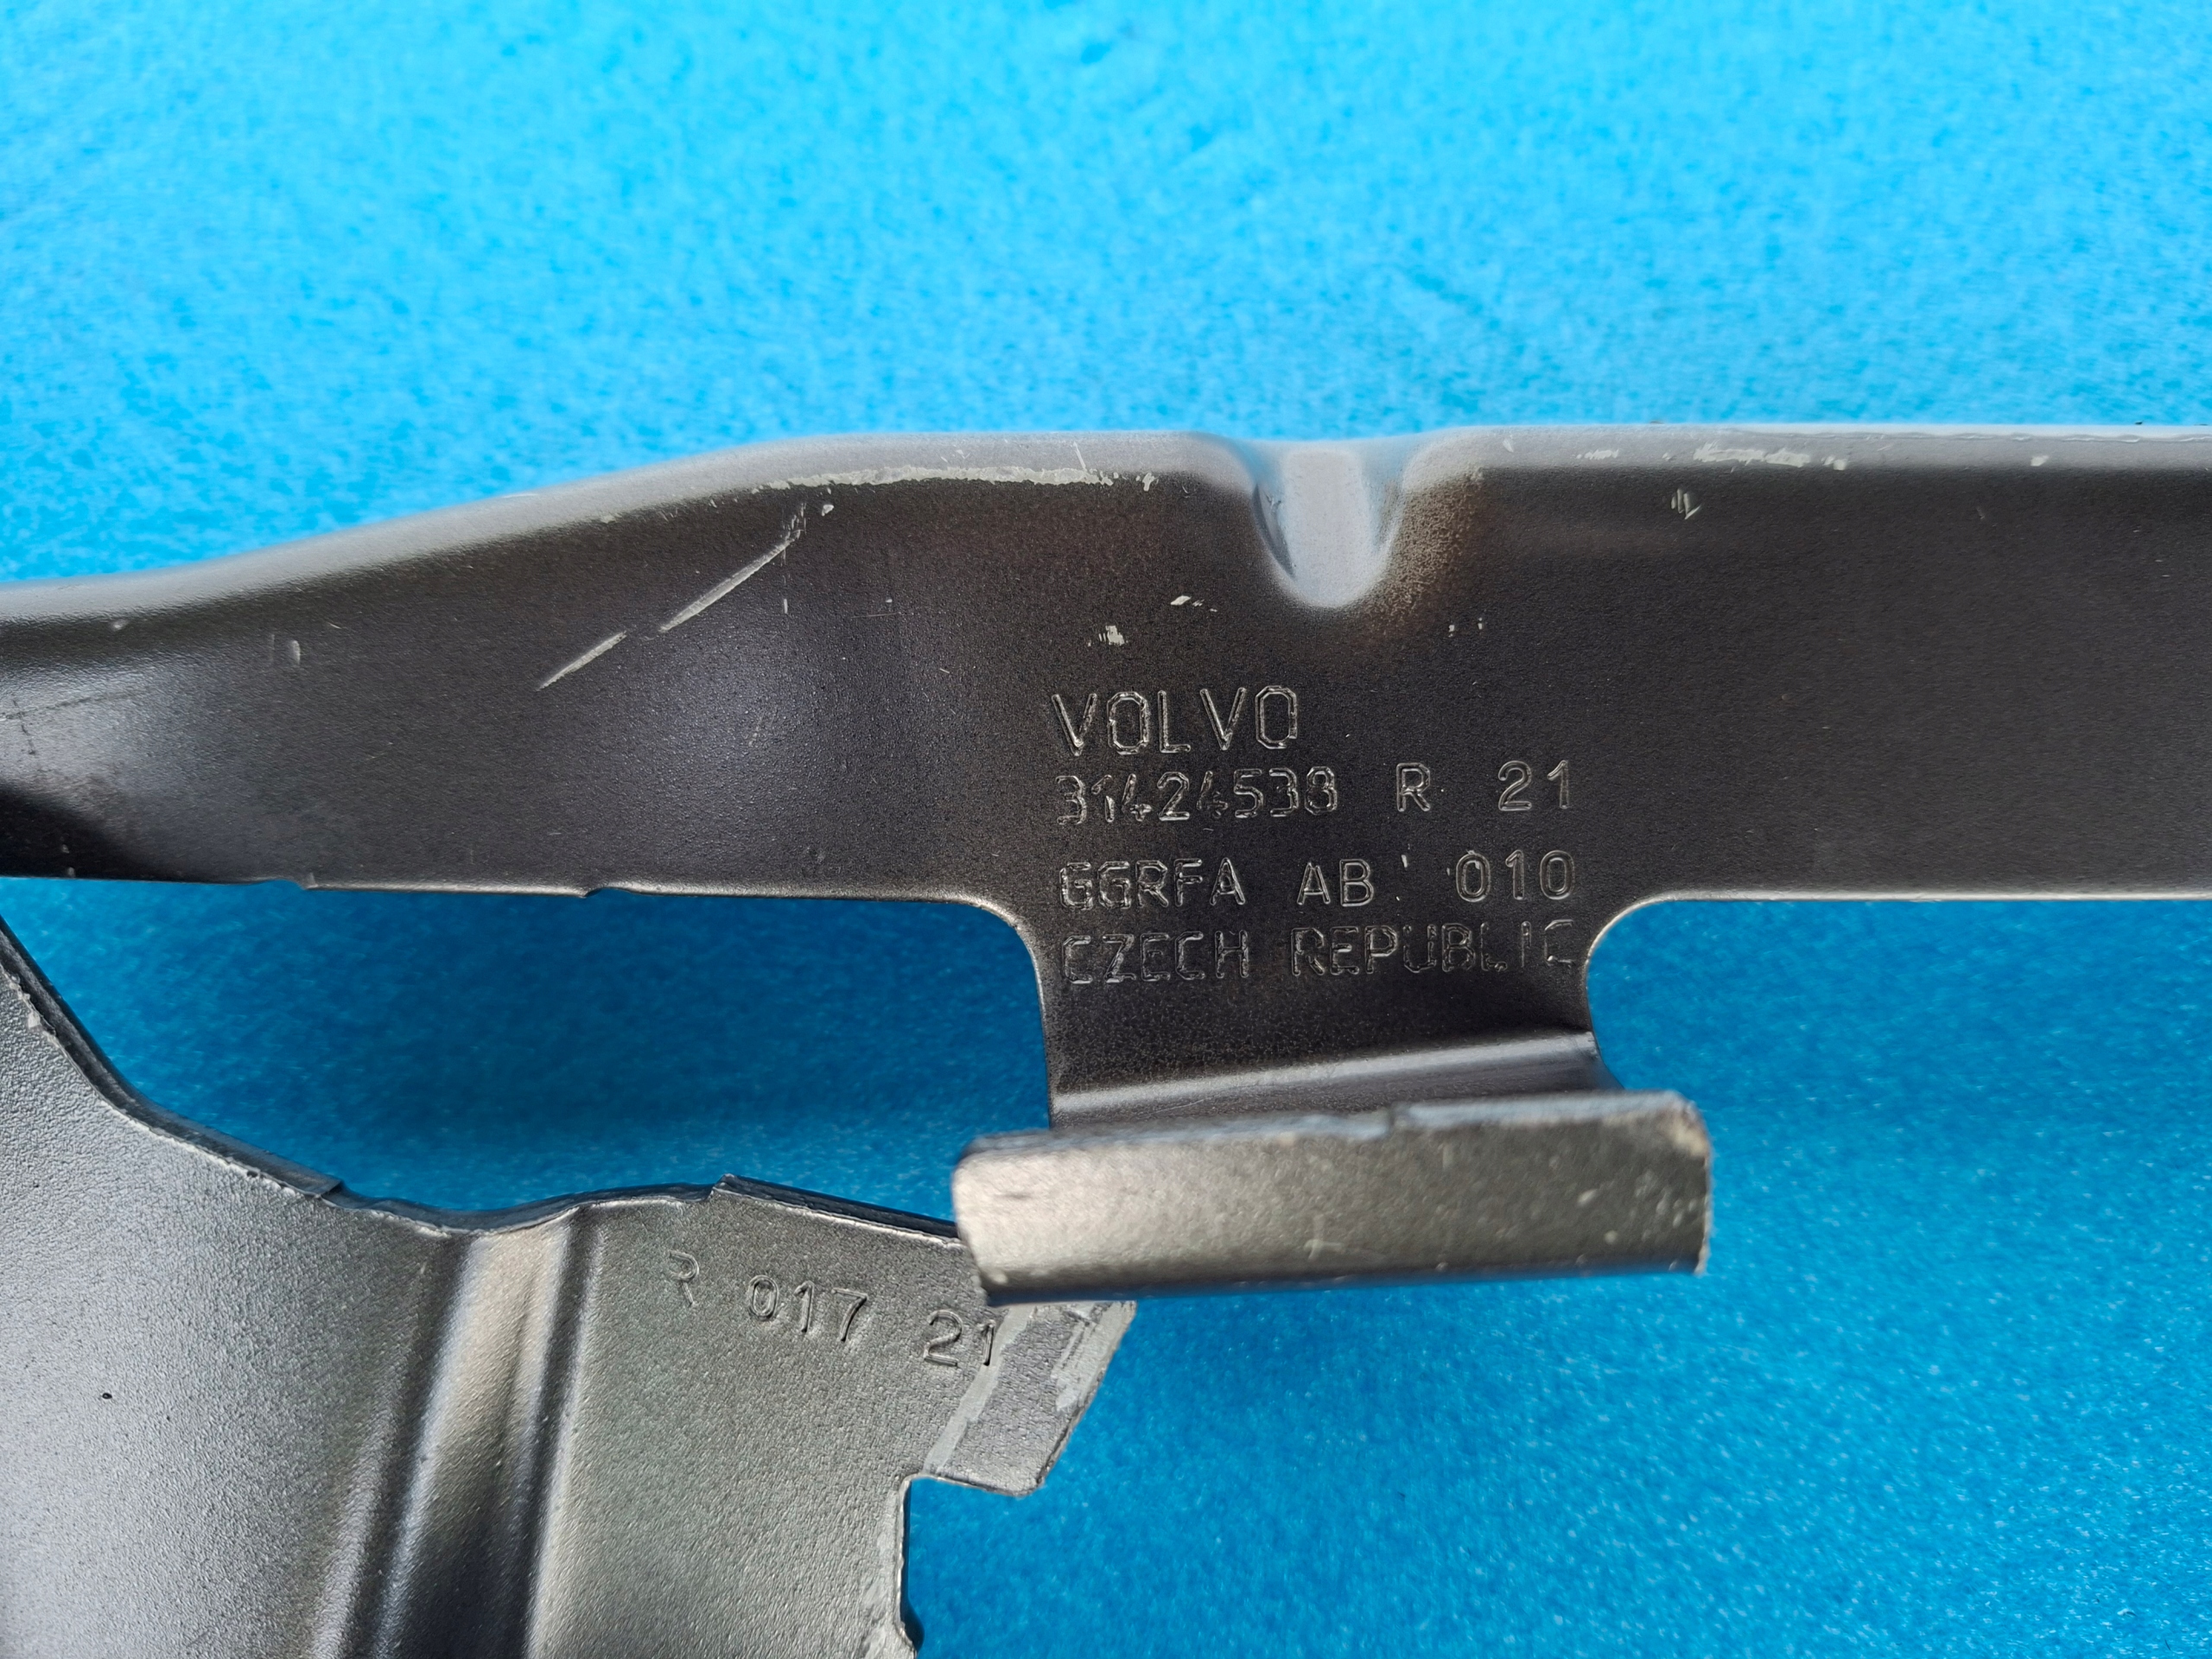 VOLVO
31424538 R 21
GGRFA AB 010
CZECH REPUBLIC
R 017 21